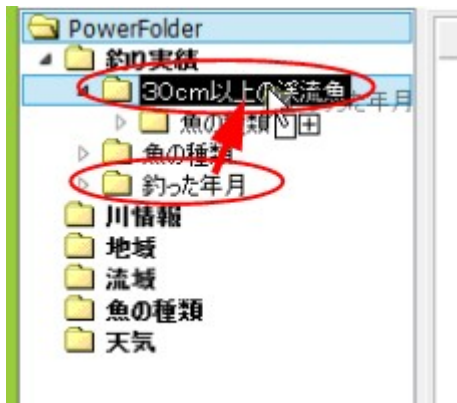 PowerFolder
釣り実績
30cm以上の渓流魚
魚の種類
魚の種類
釣った年月
川情報
地域
流域
魚の種類
天気